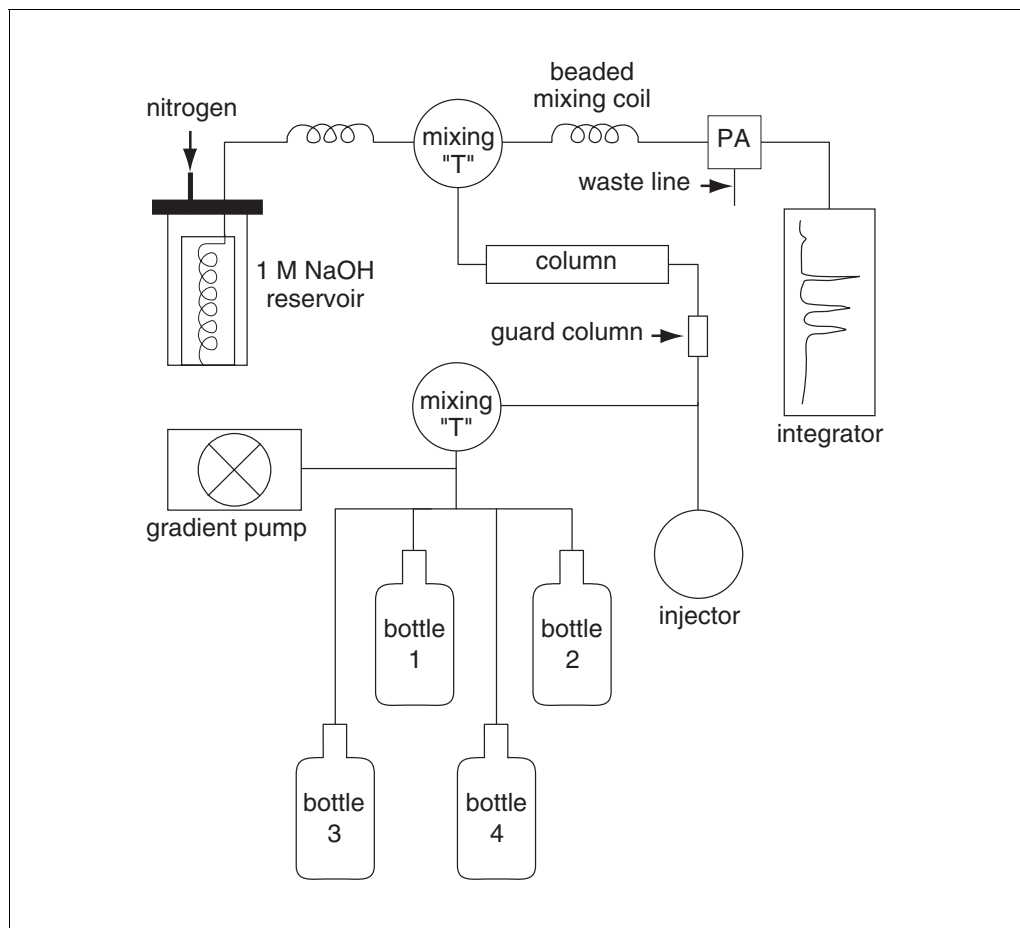 beaded
mixing coil
nitrogen
mixing
"T"
PA
waste line
1 M NaOH
reservoir
column
guard column
mixing
"T"
integrator
gradient pump
injector
bottle
1
bottle
2
bottle
3
bottle
4